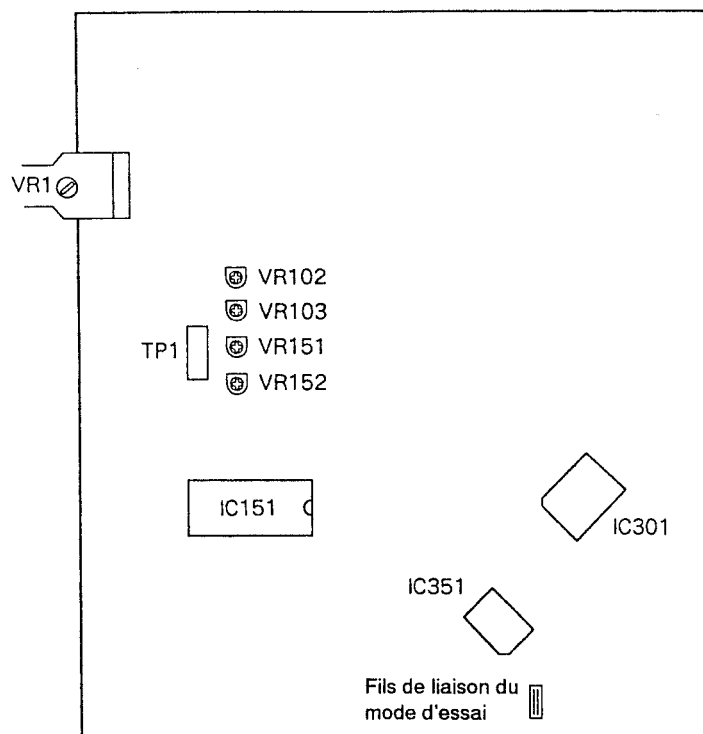 VR1
VR102
VR103
TP1
VR151
VR152
IC151
IC301
IC351
Fils de liaison du
mode d'essai